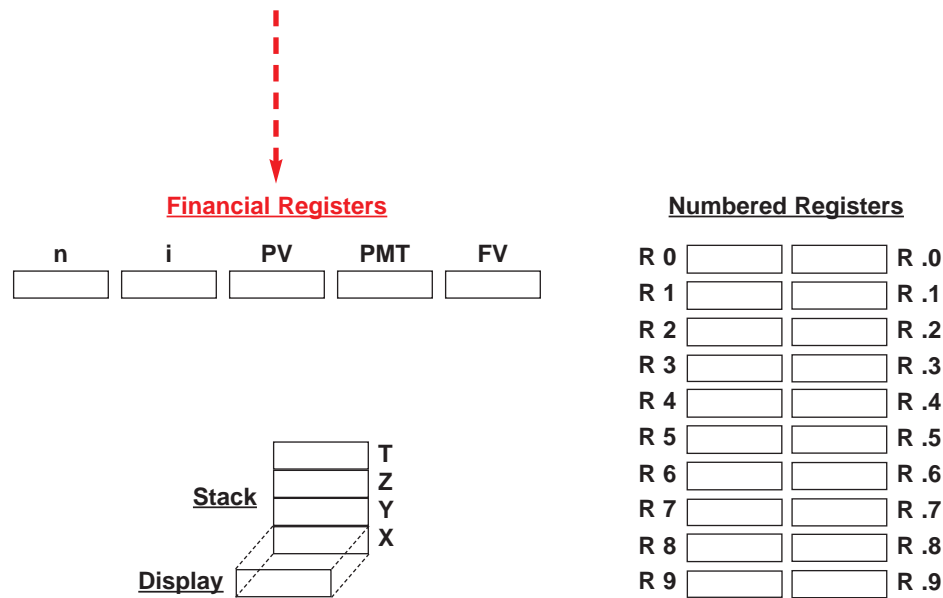 Financial Registers
n i PV PMT FV
Numbered Registers
R 0 R .0
R 1 R .1
R 2 R .2
R 3 R .3
R 4 R .4
R 5 R .5
R 6 R .6
R 7 R .7
R 8 R .8
R 9 R .9
T
Z
Stack
Y
X
Display